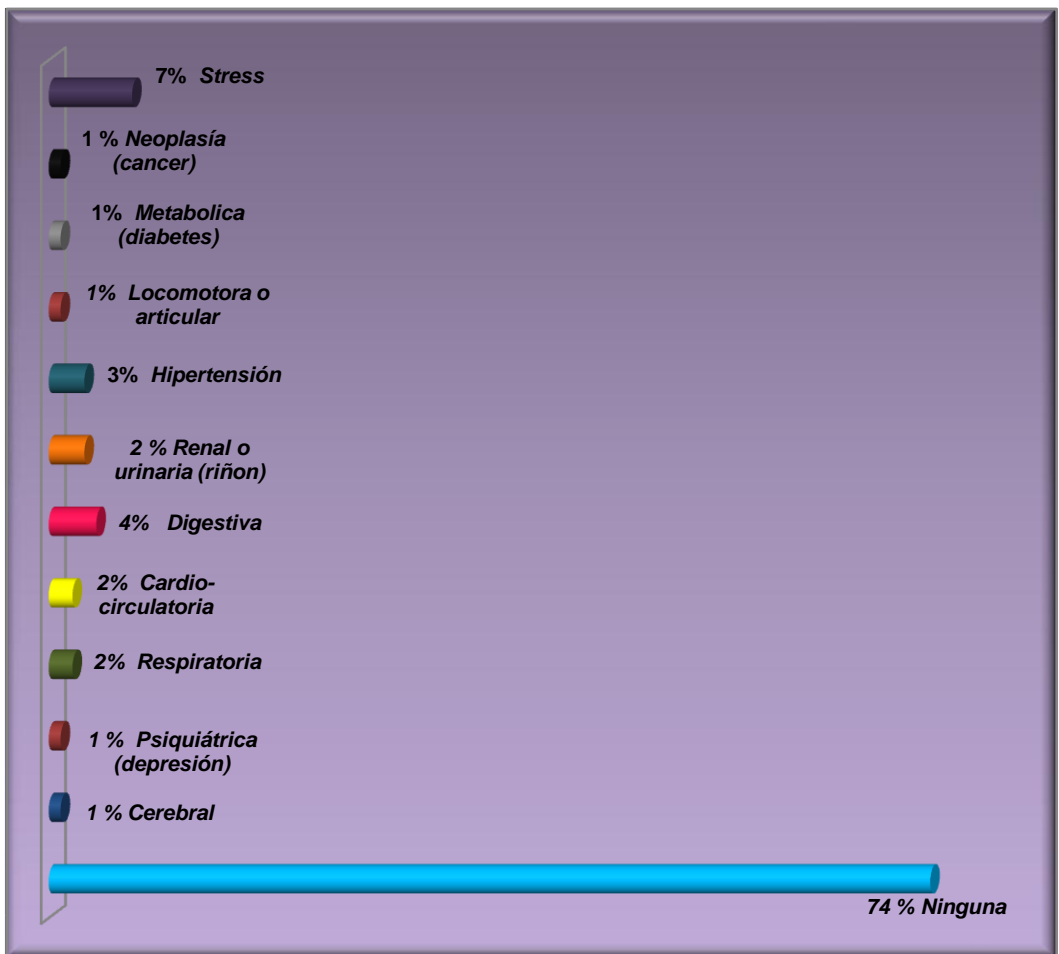 7% Stress
1 % Neoplasía
(cancer)
1% Metabolica
(diabetes)
1% Locomotora o
articular
3% Hipertensión
2 % Renal o
urinaria (riñon)
4% Digestiva
2% Cardio-
circulatoria
2% Respiratoria
1 % Psiquiátrica
(depresión)
1 % Cerebral
74 % Ninguna